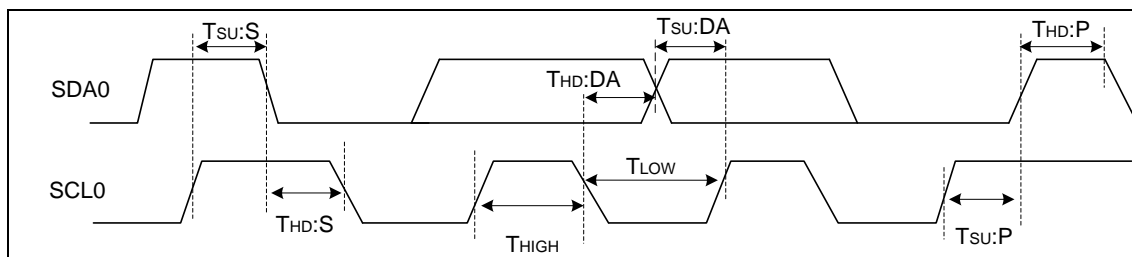 TSU:S
TSU:DA
THD:P
SDA0
THD:DA
SCL0
TLOW
THD:S
THIGH
TSU:P